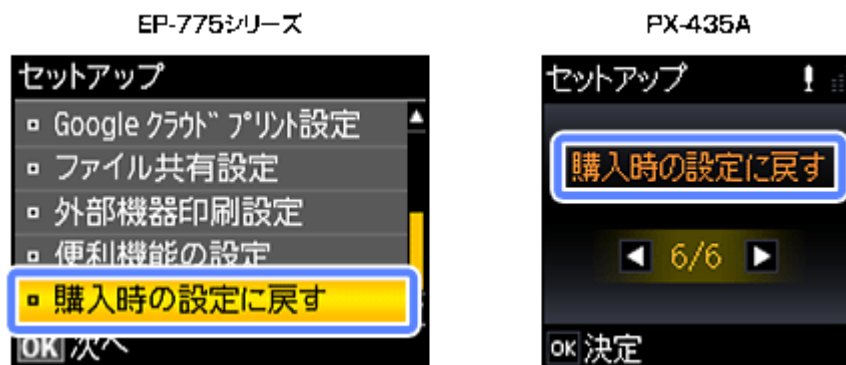 EP-775シリーズ
セットアップ
Google クラウド プリント設定
ファイル共有設定
外部機器印刷設定
便利機能の設定
購入時の設定に戻す
OK 次へ
PX-435A
セットアップ
購入時の設定に戻す
6/6
OK 決定